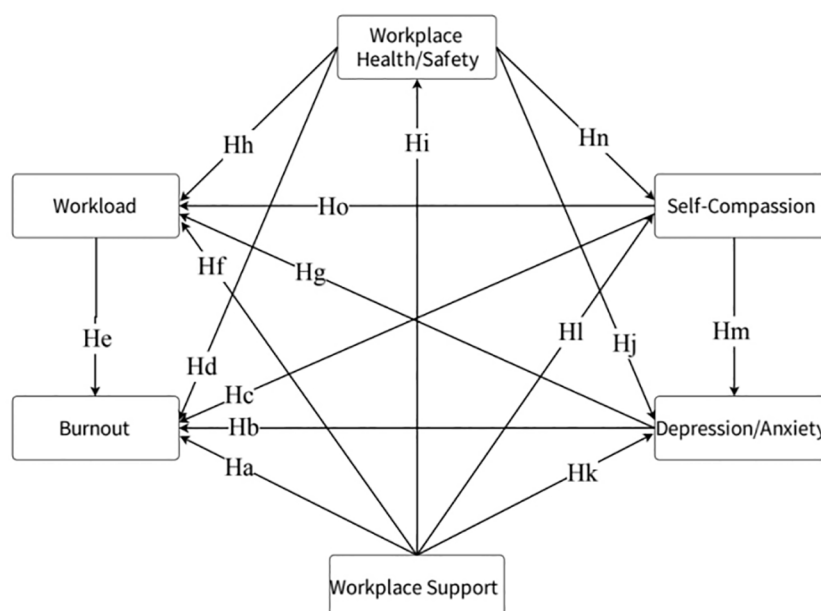 Workplace
Health/Safety
Hh
Hi
Hn
Workload
Ho
Self-Compassion
Hf
Hg
He
Hd
Hc
Hl
Hj
Hm
Burnout
Hb
Depression/Anxiety
Ha
Hk
Workplace Support